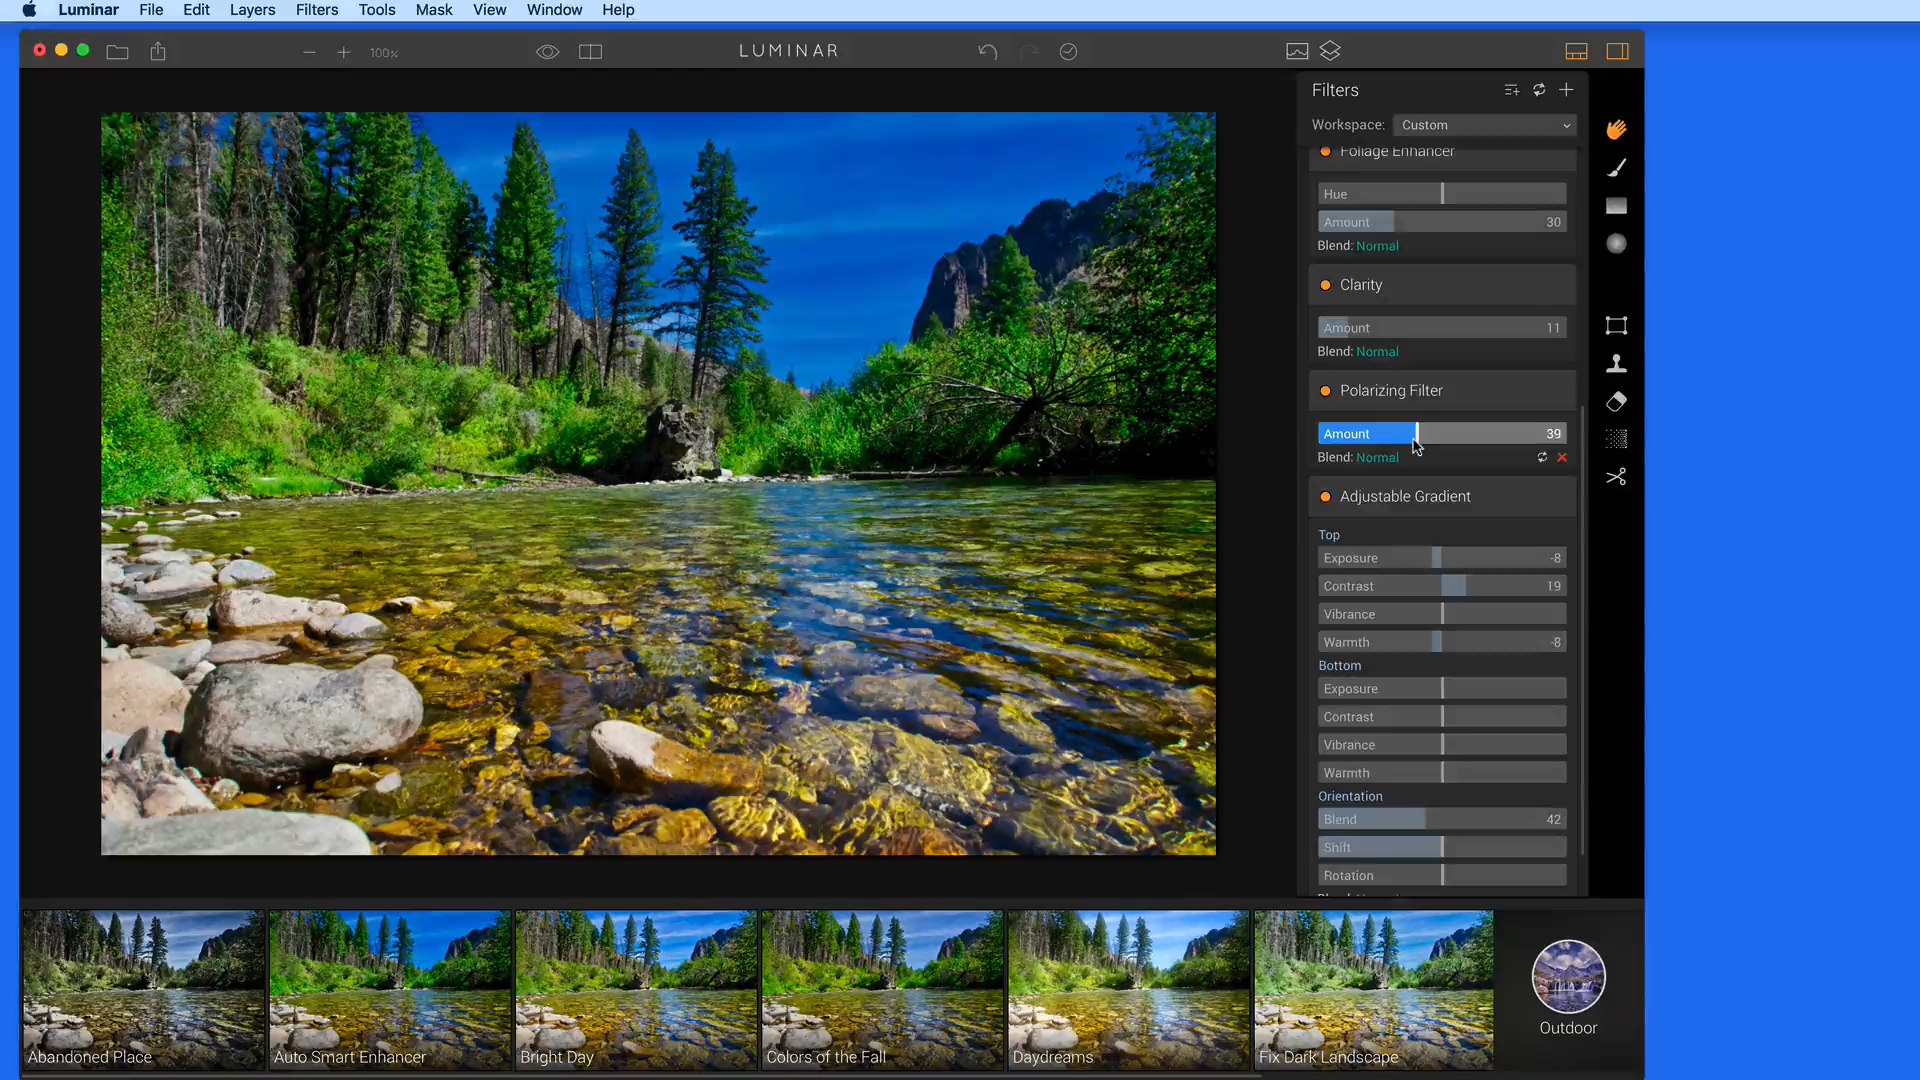 Luminar File Edit Layers Filters Tools Mask View Window Help
100%
LUMINAR
Filters
Workspace: Custom
Foliage Enhancer
Hue
Amount 30
Blend: Normal
Clarity
Amount 11
Blend: Normal
Polarizing Filter
Amount 39
Blend: Normal
Adjustable Gradient
Top
Exposure -8
Contrast 19
Vibrance
Warmth -8
Bottom
Exposure
Contrast
Vibrance
Warmth
Orientation
Blend 42
Shift
Rotation
Abandoned Place
Auto Smart Enhancer
Bright Day
Colors of the Fall
Daydreams
Fix Dark Landscape
Outdoor